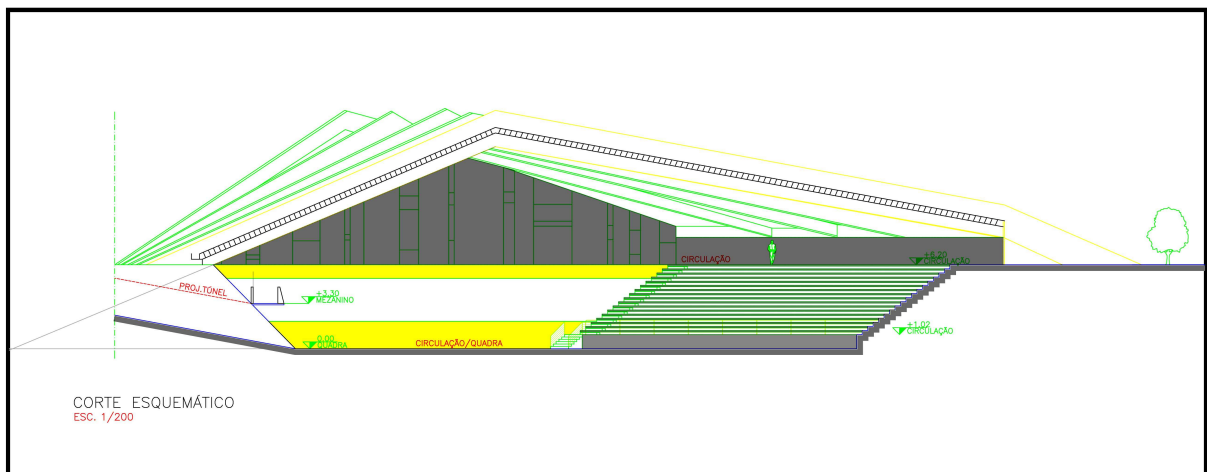 CIRCULAÇÃO
+6.20
CIRCULAÇÃO
PROJ.TÚNEL
+3.30
MEZANINO
+1.02
CIRCULAÇÃO
0.00
QUADRA
CIRCULAÇÃO/QUADRA
CORTE ESQUEMÁTICO
ESC. 1/200